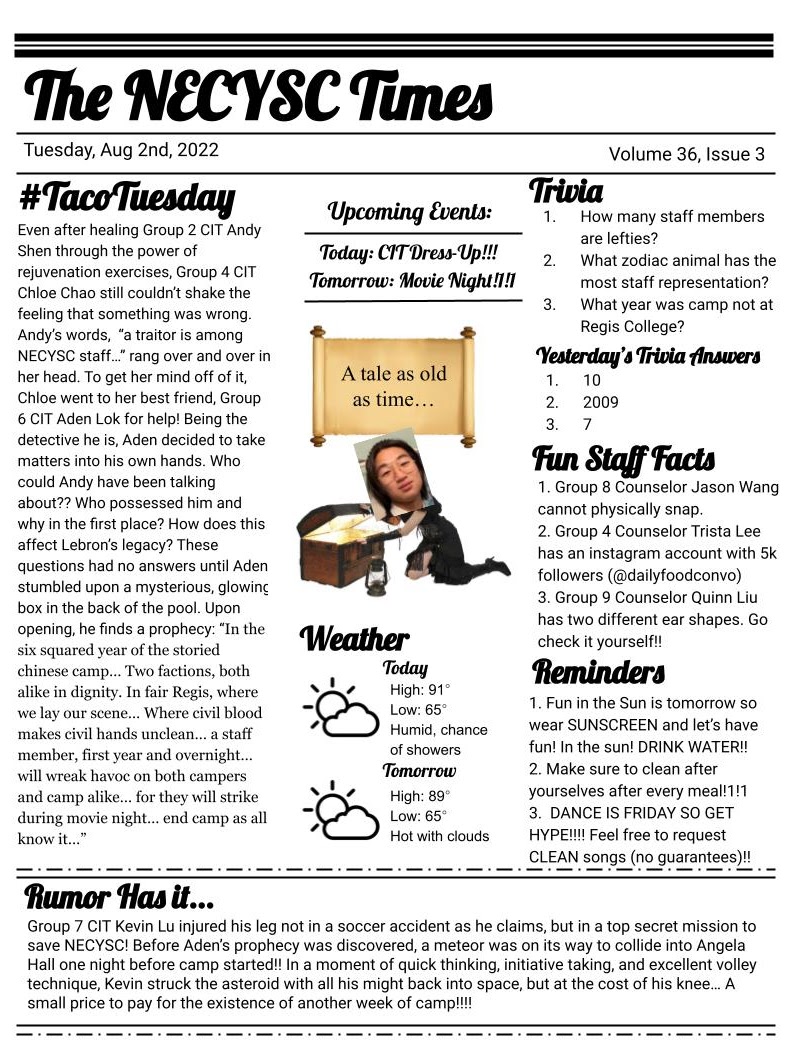 The NECYSC Times
Tuesday, Aug 2nd, 2022
Volume 36, Issue 3
#TacoTuesday
Even after healing Group 2 CIT Andy
Shen through the power of
rejuvenation exercises, Group 4 CIT
Chloe Chao still couldn't shake the
feeling that something was wrong.
Andy's words,  "a traitor is among
NECYSC staff…" rang over and over in
her head. To get her mind off of it,
Chloe went to her best friend, Group
6 CIT Aden Lok for help! Being the
detective he is, Aden decided to take
matters into his own hands. Who
could Andy have been talking
about?? Who possessed him and
why in the first place? How does this
affect Lebron's legacy? These
questions had no answers until Aden
stumbled upon a mysterious, glowing
box in the back of the pool. Upon
opening, he finds a prophecy: "In the
six squared year of the storied
chinese camp… Two factions, both
alike in dignity. In fair Regis, where
we lay our scene… Where civil blood
makes civil hands unclean… a staff
member, first year and overnight…
will wreak havoc on both campers
and camp alike… for they will strike
during movie night… end camp as all
know it…"
Upcoming Events:
Today: CIT Dress-Up!!!
Tomorrow: Movie Night!1!1
A tale as old
as time…
Weather
Today
High: 91°
Low: 65°
Humid, chance
of showers
Tomorrow
High: 89°
Low: 65°
Hot with clouds
Trivia
1. How many staff members
are lefties?
2. What zodiac animal has the
most staff representation?
3. What year was camp not at
Regis College?
Yesterday's Trivia Answers
1. 10
2. 2009
3. 7
Fun Staff Facts
1. Group 8 Counselor Jason Wang
cannot physically snap.
2. Group 4 Counselor Trista Lee
has an instagram account with 5k
followers (@dailyfoodconvo)
3. Group 9 Counselor Quinn Liu
has two different ear shapes. Go
check it yourself!!
Reminders
1. Fun in the Sun is tomorrow so
wear SUNSCREEN and let's have
fun! In the sun! DRINK WATER!!
2. Make sure to clean after
yourselves after every meal!1!1
3.  DANCE IS FRIDAY SO GET
HYPE!!!! Feel free to request
CLEAN songs (no guarantees)!!
Rumor Has it…
Group 7 CIT Kevin Lu injured his leg not in a soccer accident as he claims, but in a top secret mission to
save NECYSC! Before Aden's prophecy was discovered, a meteor was on its way to collide into Angela
Hall one night before camp started!! In a moment of quick thinking, initiative taking, and excellent volley
technique, Kevin struck the asteroid with all his might back into space, but at the cost of his knee… A
small price to pay for the existence of another week of camp!!!!